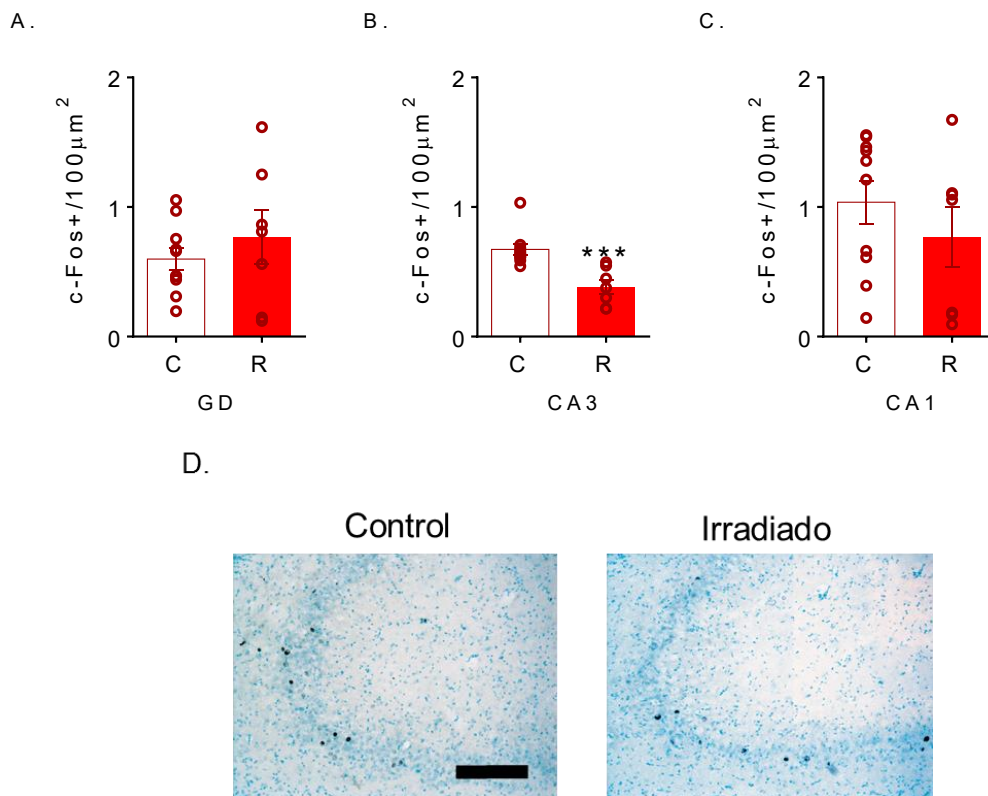 A.
B.
C.
c-Fos+/100µm²
2
1
0
C R
GD
c-Fos+/100µm²
2
1
0
***
C R
CA3
c-Fos+/100µm²
2
1
0
C R
CA1
D.
Control
Irradiado